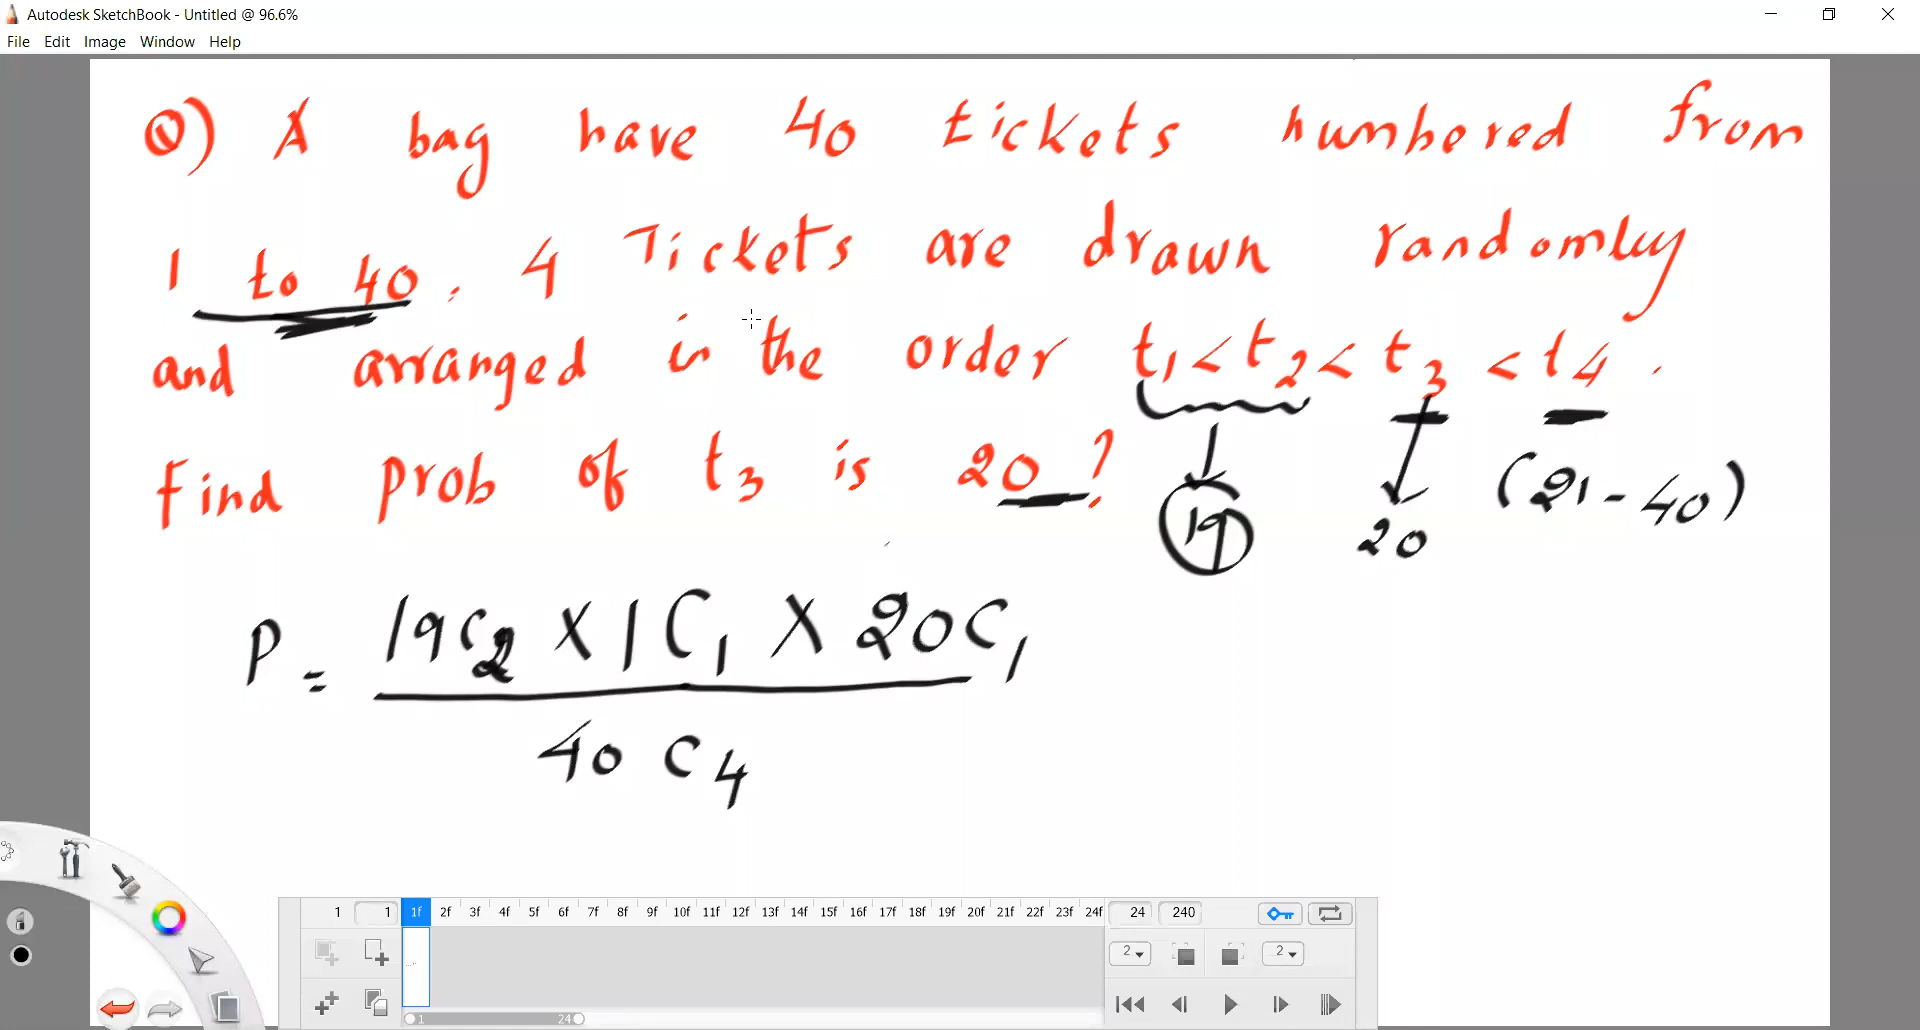 Autodesk SketchBook - Untitled @ 96.6%
File Edit Image Window Help
Q) A bag have 40 tickets numbered from
1 to 40. 4 Tickets are drawn randomly
and arranged in the order t1 < t2 < t3 < t4.
Find prob of t3 is 20?
19 20 (21-40)
P = 19C2 X 1C1 X 20C1
40C4
1 1 1f 2f 3f 4f 5f 6f 7f 8f 9f 10f 11f 12f 13f 14f 15f 16f 17f 18f 19f 20f 21f 22f 23f 24f 24 240
2 2
1 24